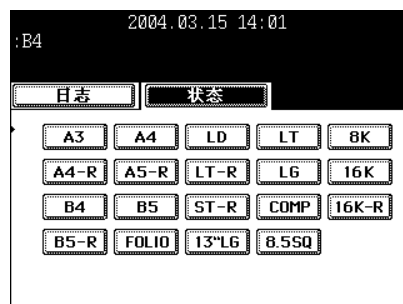 2004.03.15 14:01
:B4
日志 状态
A3 A4 LD LT 8K
A4-R A5-R LT-R LG 16K
B4 B5 ST-R COMP 16K-R
B5-R FOLIO 13"LG 8.5SQ